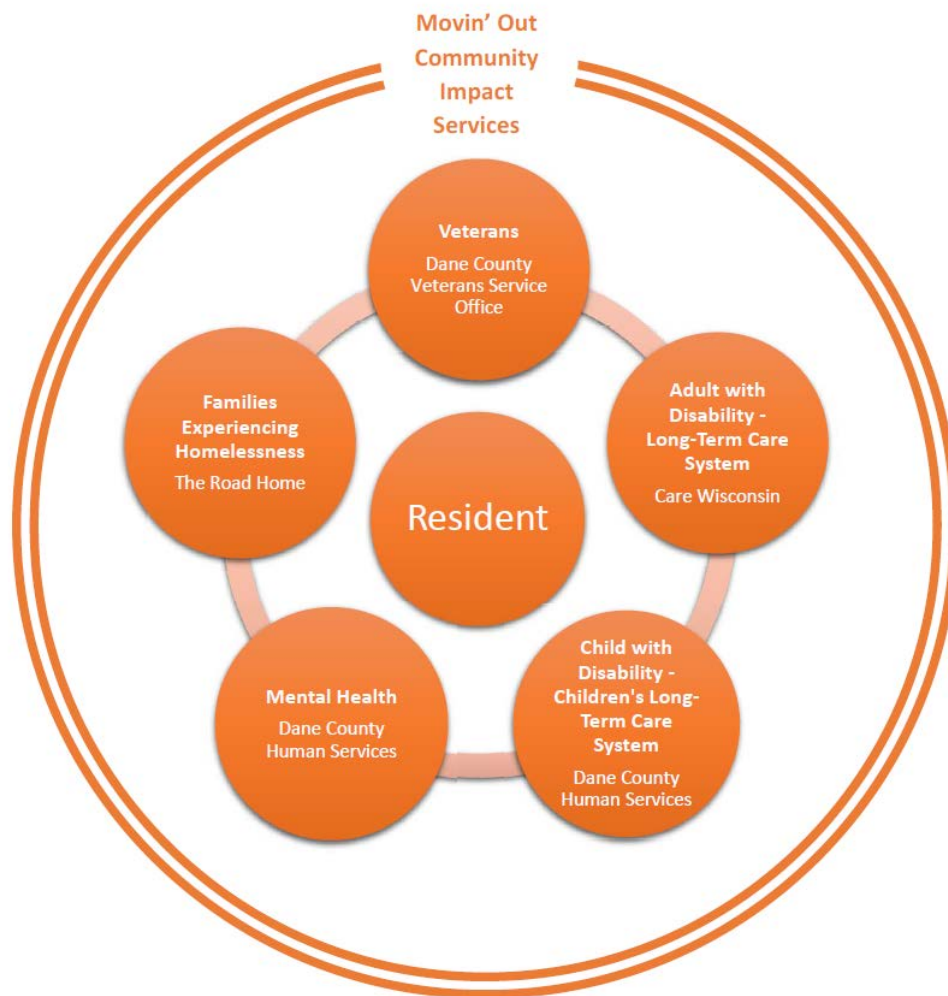 Movin’ Out
Community
Impact
Services
Veterans
Dane County
Veterans Service
Office
Adult with
Disability -
Long-Term Care
System
Care Wisconsin
Child with
Disability -
Children's Long-
Term Care
System
Dane County
Human Services
Mental Health
Dane County
Human Services
Families
Experiencing
Homelessness
The Road Home
Resident